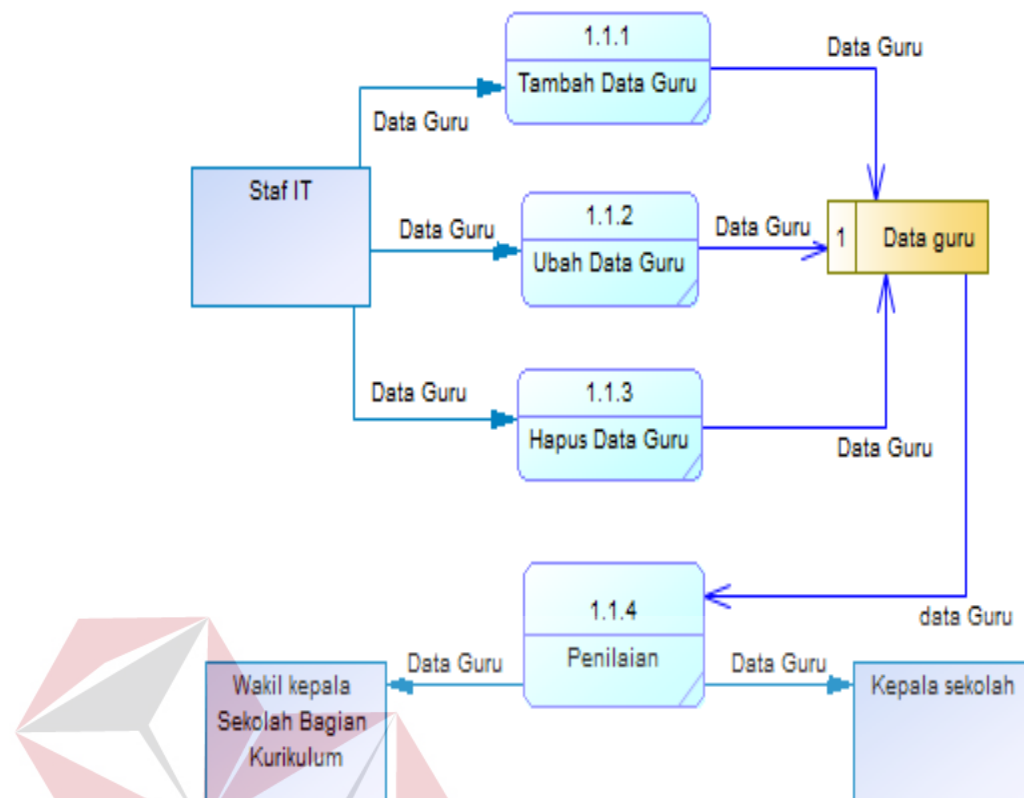 1.1.1
Tambah Data Guru
Data Guru
Data Guru
Staf IT
Data Guru
1.1.2
Ubah Data Guru
Data Guru
1
Data guru
Data Guru
1.1.3
Hapus Data Guru
Data Guru
1.1.4
Penilaian
data Guru
Data Guru
Data Guru
Wakil kepala
Sekolah Bagian
Kurikulum
Kepala sekolah